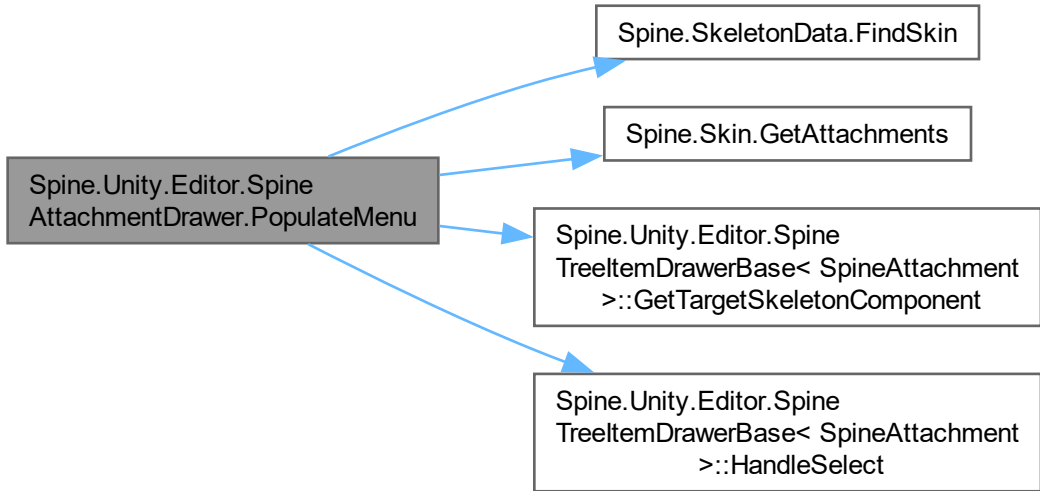 Spine.Unity.Editor.Spine
AttachmentDrawer.PopulateMenu
Spine.SkeletonData.FindSkin
Spine.Skin.GetAttachments
Spine.Unity.Editor.Spine
TreeItemDrawerBase< SpineAttachment
>::GetTargetSkeletonComponent
Spine.Unity.Editor.Spine
TreeItemDrawerBase< SpineAttachment
>::HandleSelect